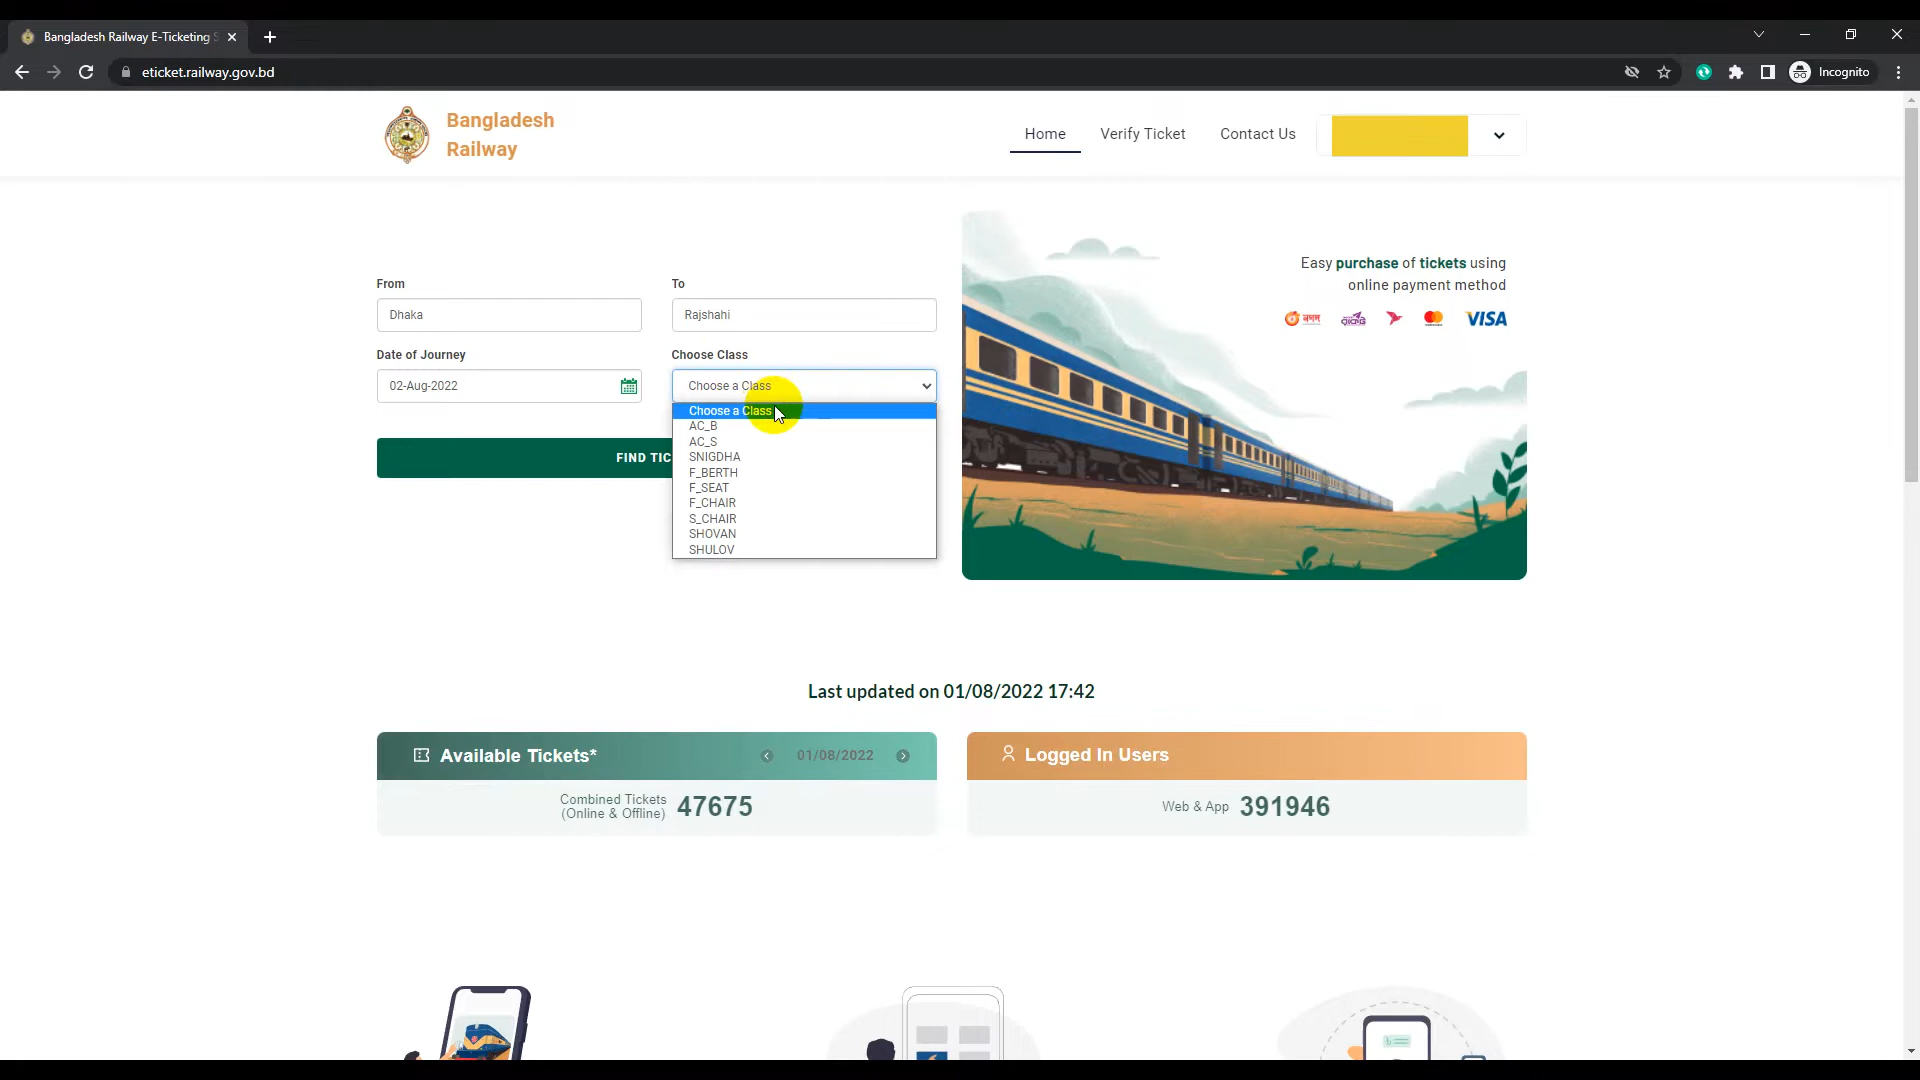 Bangladesh Railway E-Ticketing S
eticket.railway.gov.bd
Incognito
Bangladesh
Railway
Home
Verify Ticket
Contact Us
Easy purchase of tickets using
online payment method
নগদ
VISA
From
Dhaka
To
Rajshahi
Date of Journey
02-Aug-2022
Choose Class
Choose a Class
Choose a Class
AC_B
AC_S
SNIGDHA
F_BERTH
F_SEAT
F_CHAIR
S_CHAIR
SHOVAN
SHULOV
FIND TIC
Last updated on 01/08/2022 17:42
Available Tickets*
01/08/2022
Combined Tickets
(Online & Offline)
47675
Logged In Users
Web & App
391946